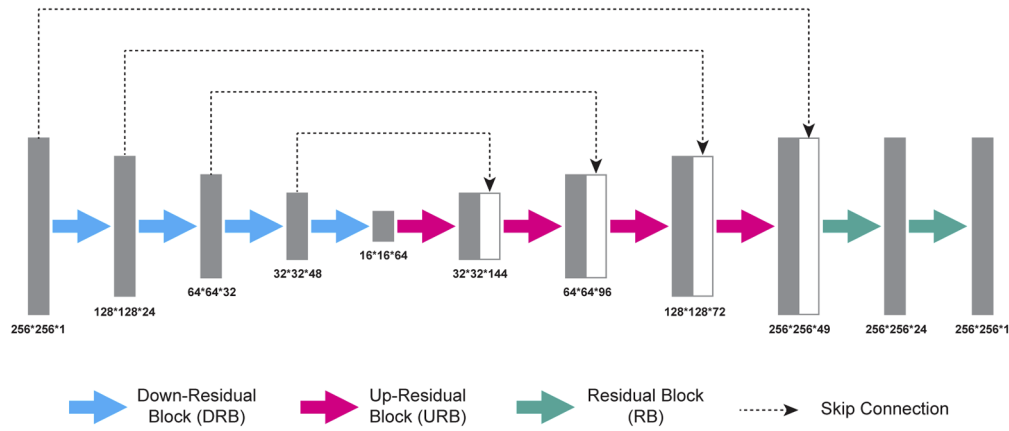 256*256*1
128*128*24
64*64*32
32*32*48
16*16*64
32*32*144
64*64*96
128*128*72
256*256*49
256*256*24
256*256*1
Down-Residual
Block (DRB)
Up-Residual
Block (URB)
Residual Block
(RB)
Skip Connection